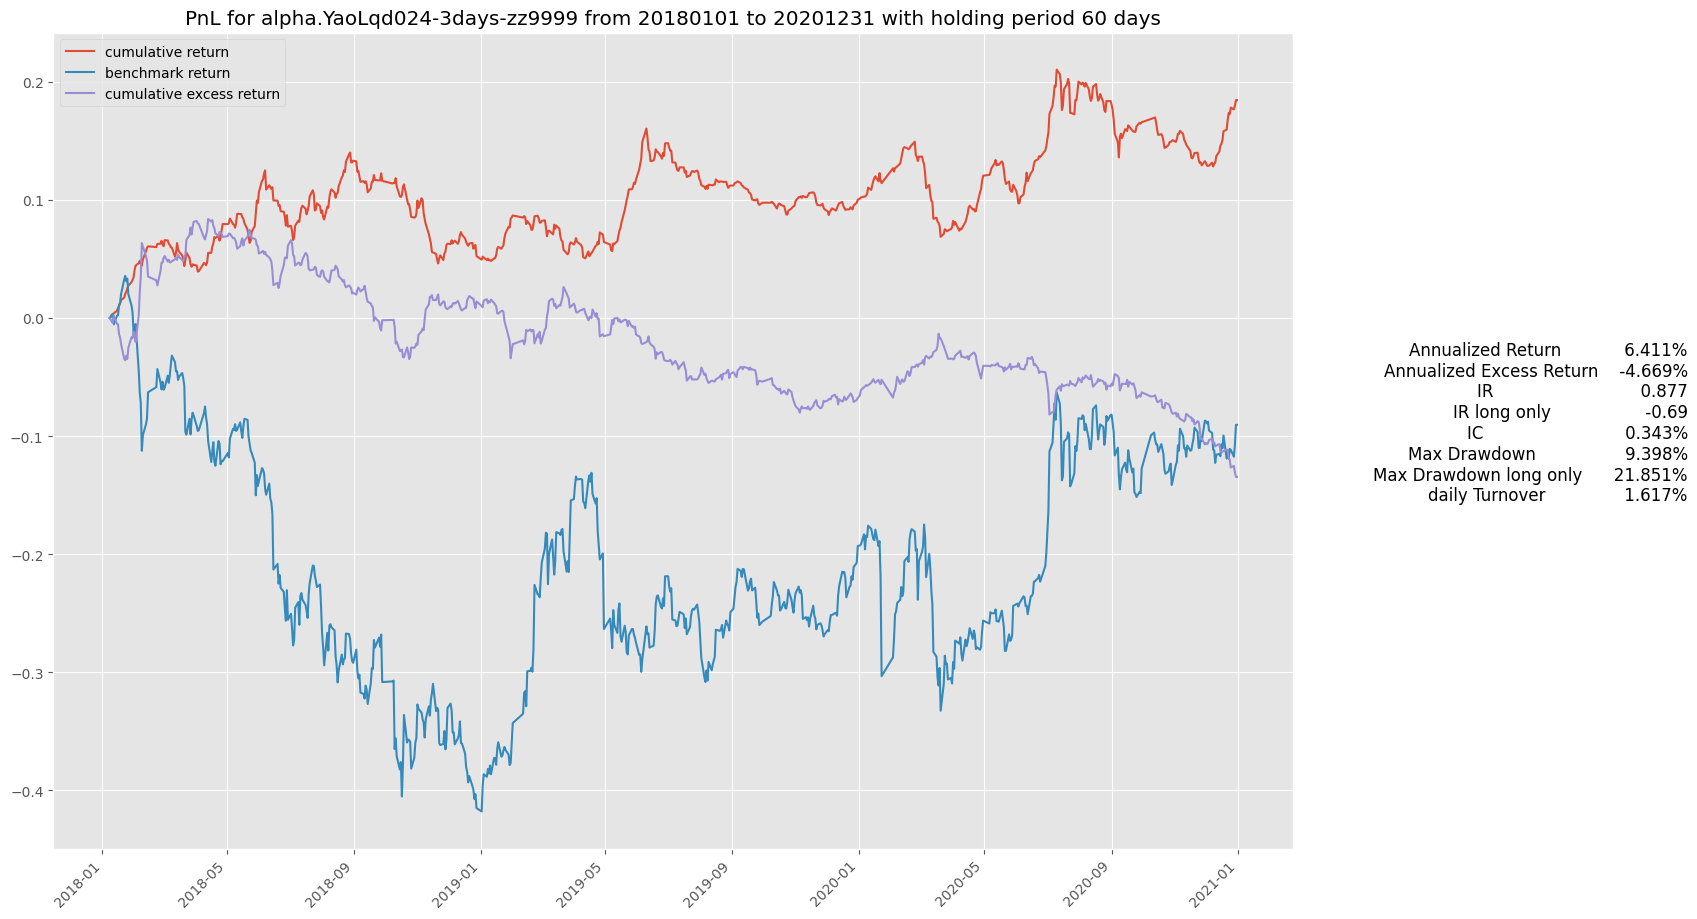 PnL for alpha.YaoLqd024-3days-zz9999 from 20180101 to 20201231 with holding period 60 days
cumulative return
benchmark return
cumulative excess return
0.2
0.1
0.0
−0.1
−0.2
−0.3
−0.4
2018-01
2018-05
2018-09
2019-01
2019-05
2019-09
2020-01
2020-05
2020-09
2021-01
Annualized Return 6.411%
Annualized Excess Return -4.669%
IR 0.877
IR long only -0.69
IC 0.343%
Max Drawdown 9.398%
Max Drawdown long only 21.851%
daily Turnover 1.617%